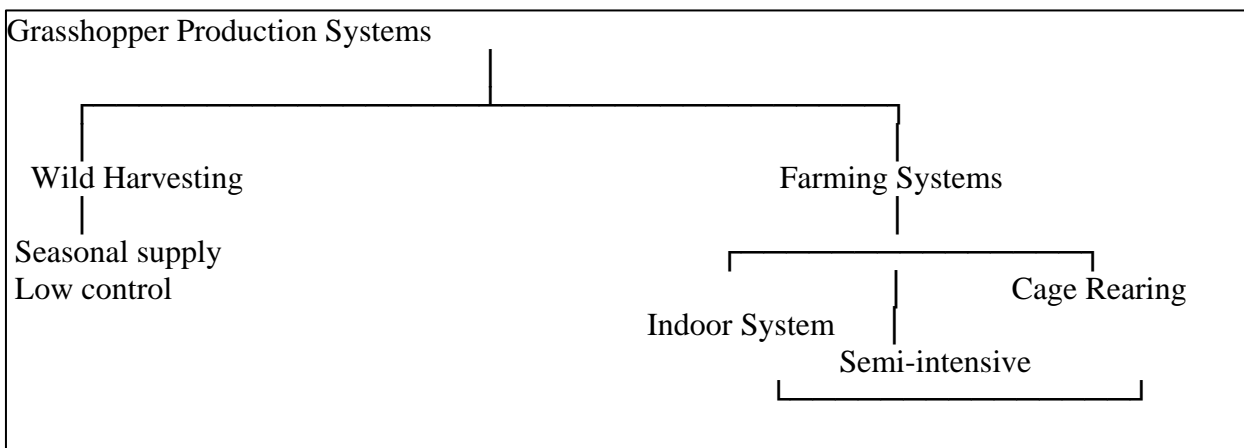 Grasshopper Production Systems
Wild Harvesting
Farming Systems
Seasonal supply
Low control
Cage Rearing
Indoor System
Semi-intensive